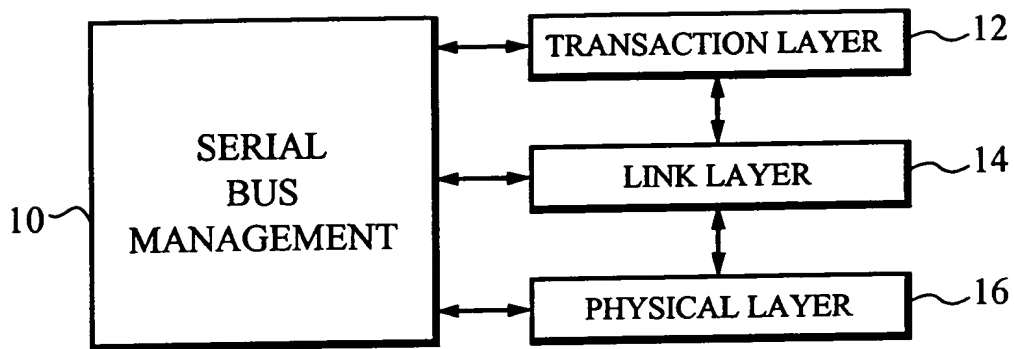 TRANSACTION LAYER
12
SERIAL
BUS
MANAGEMENT
10
LINK LAYER
14
PHYSICAL LAYER
16